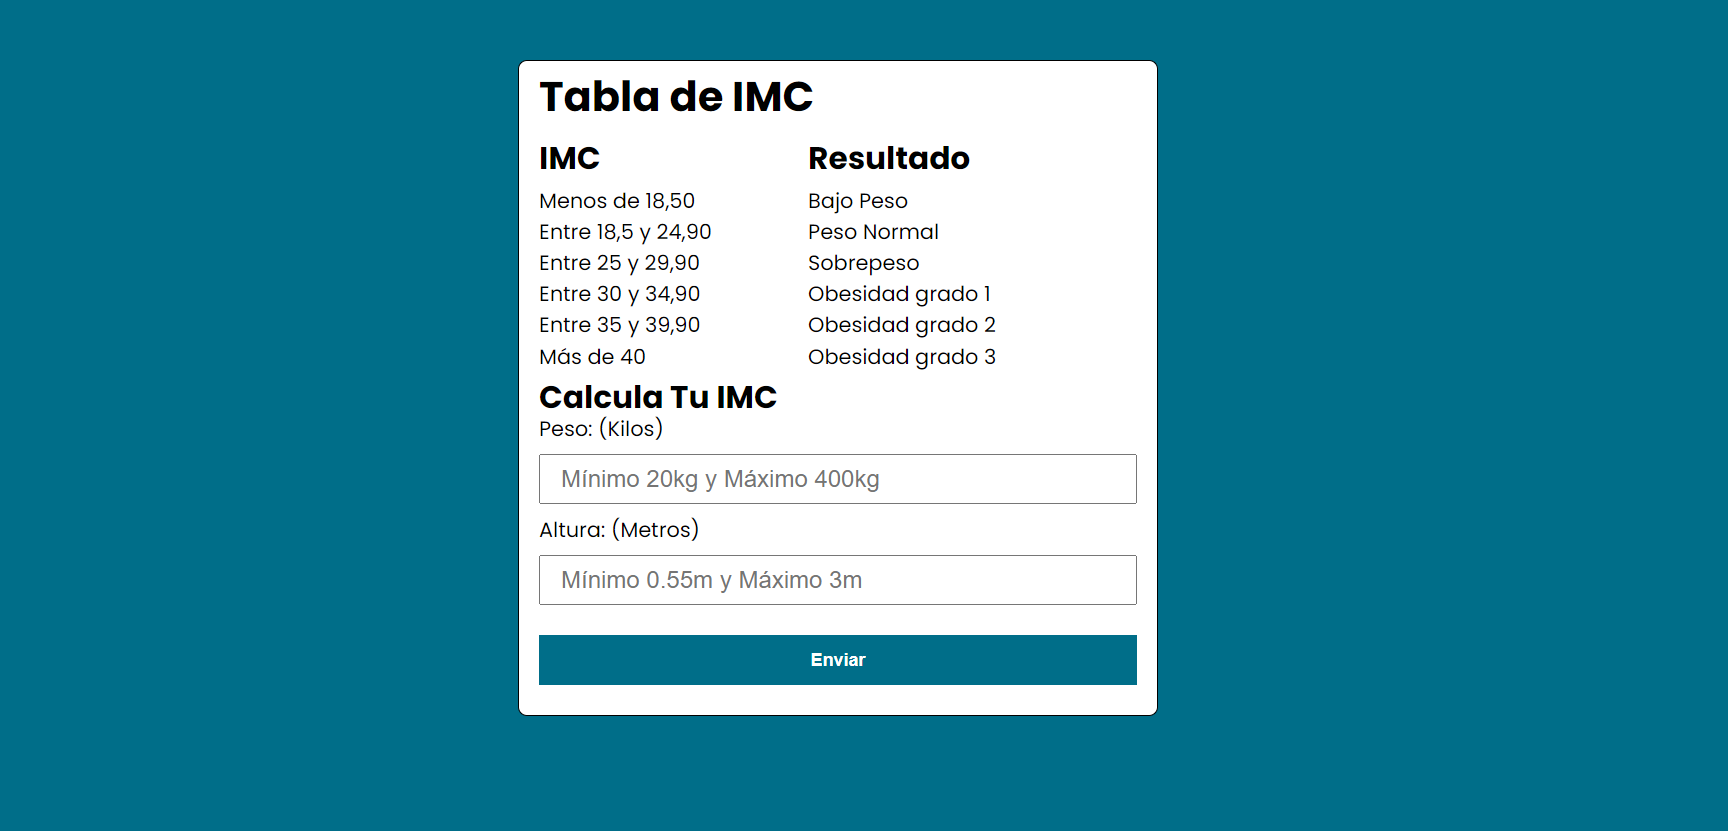 Tabla de IMC
IMC Resultado
Menos de 18,50 Bajo Peso
Entre 18,5 y 24,90 Peso Normal
Entre 25 y 29,90 Sobrepeso
Entre 30 y 34,90 Obesidad grado 1
Entre 35 y 39,90 Obesidad grado 2
Más de 40 Obesidad grado 3
Calcula Tu IMC
Peso: (Kilos)
Mínimo 20kg y Máximo 400kg
Altura: (Metros)
Mínimo 0.55m y Máximo 3m
Enviar